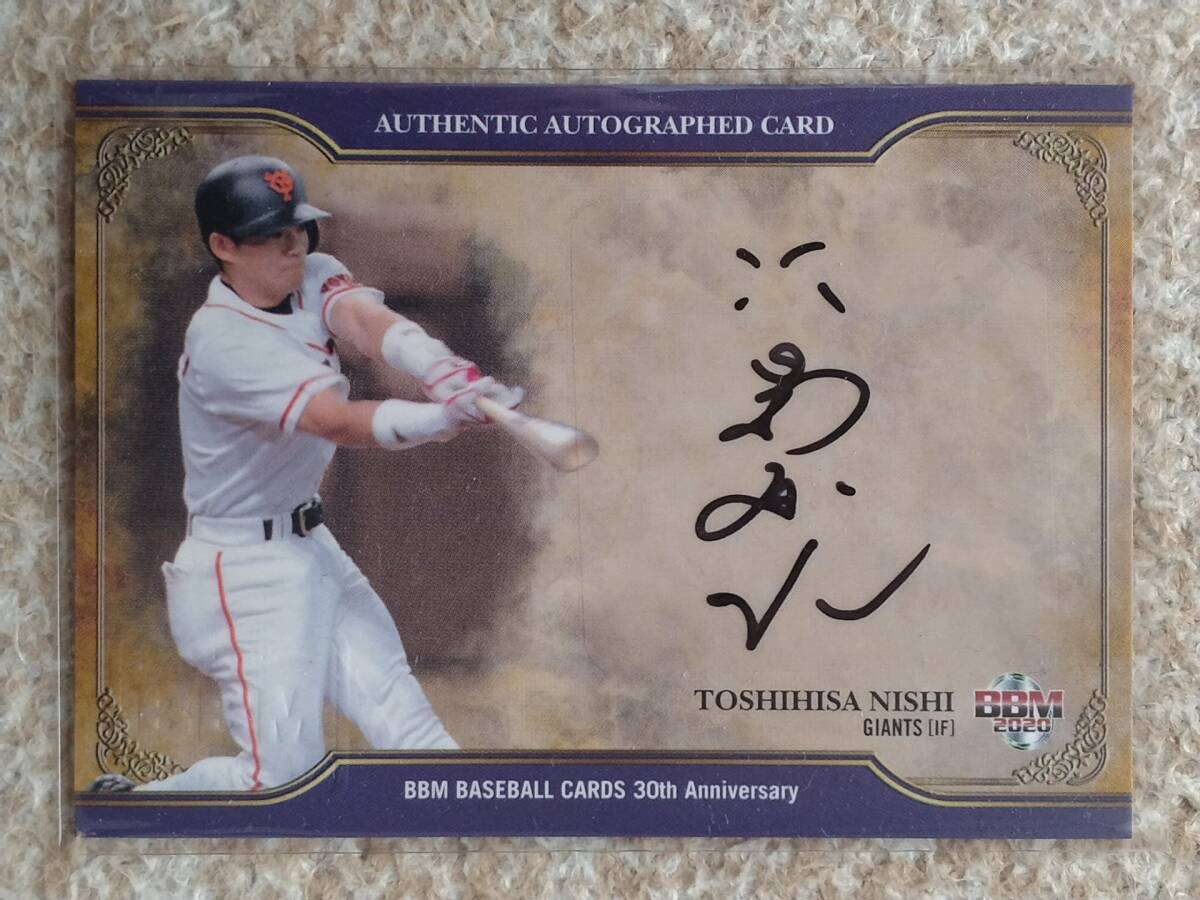 AUTHENTIC AUTOGRAPHED CARD
TOSHIHISA NISHI
GIANTS [IF]
BBM
2020
BBM BASEBALL CARDS 30th Anniversary